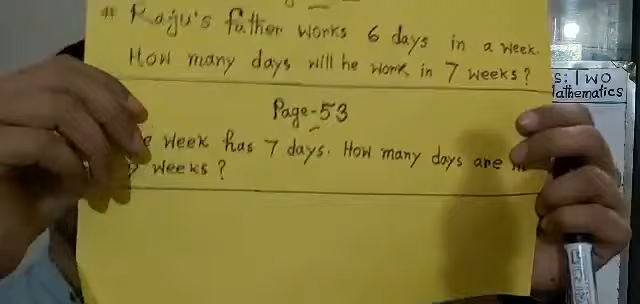 # Raju's father works 6 days in a week.
How many days will he work in 7 weeks?
Page-53
week has 7 days. How many days are
weeks?
s: Two
Mathematics